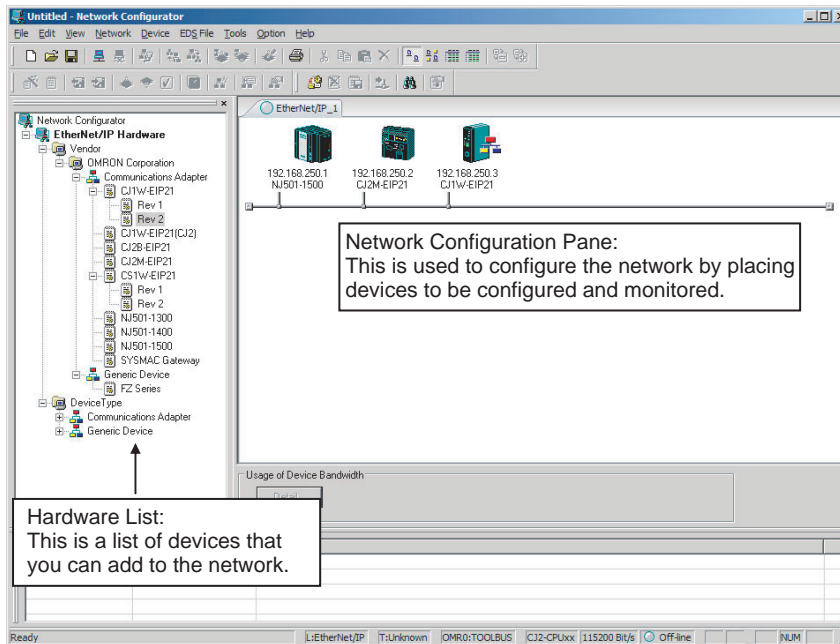 Untitled - Network Configurator
File Edit View Network Device EDS File Tools Option Help
EtherNet/IP_1
Network Configurator
EtherNet/IP Hardware
Vendor
OMRON Corporation
Communications Adapter
CJ1W-EIP21
Rev 1
Rev 2
CJ1W-EIP21(CJ2)
CJ2B-EIP21
CJ2M-EIP21
CS1W-EIP21
Rev 1
Rev 2
NJ501-1300
NJ501-1400
NJ501-1500
SYSMAC Gateway
Generic Device
FZ Series
DeviceType
Communications Adapter
Generic Device
192.168.250.1
NJ501-1500
192.168.250.2
CJ2M-EIP21
192.168.250.3
CJ1W-EIP21
Network Configuration Pane:
This is used to configure the network by placing
devices to be configured and monitored.
Usage of Device Bandwidth
Detail...
Hardware List:
This is a list of devices that
you can add to the network.
Ready L:EtherNet/IP T:Unknown OMR0:TOOLBUS CJ2-CPUxx 115200 Bit/s Off-line NUM